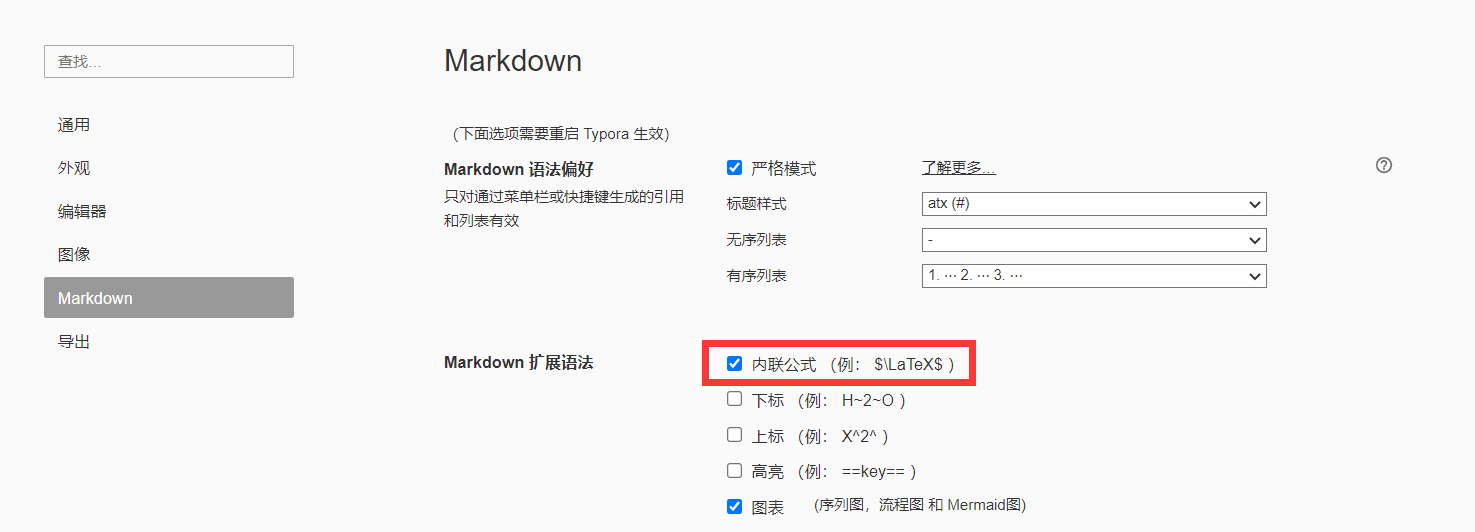 查找...
通用
外观
编辑器
图像
Markdown
导出
Markdown
（下面选项需要重启 Typora 生效）
Markdown 语法偏好
只对通过菜单栏或快捷键生成的引用
和列表有效
严格模式 了解更多...
标题样式 atx (#)
无序列表 -
有序列表 1. ··· 2. ··· 3. ···
Markdown 扩展语法
内联公式 （例： $\LaTeX$ ）
下标 （例： H~2~O ）
上标 （例： X^2^ ）
高亮 （例： ==key== ）
图表 (序列图，流程图 和 Mermaid图)